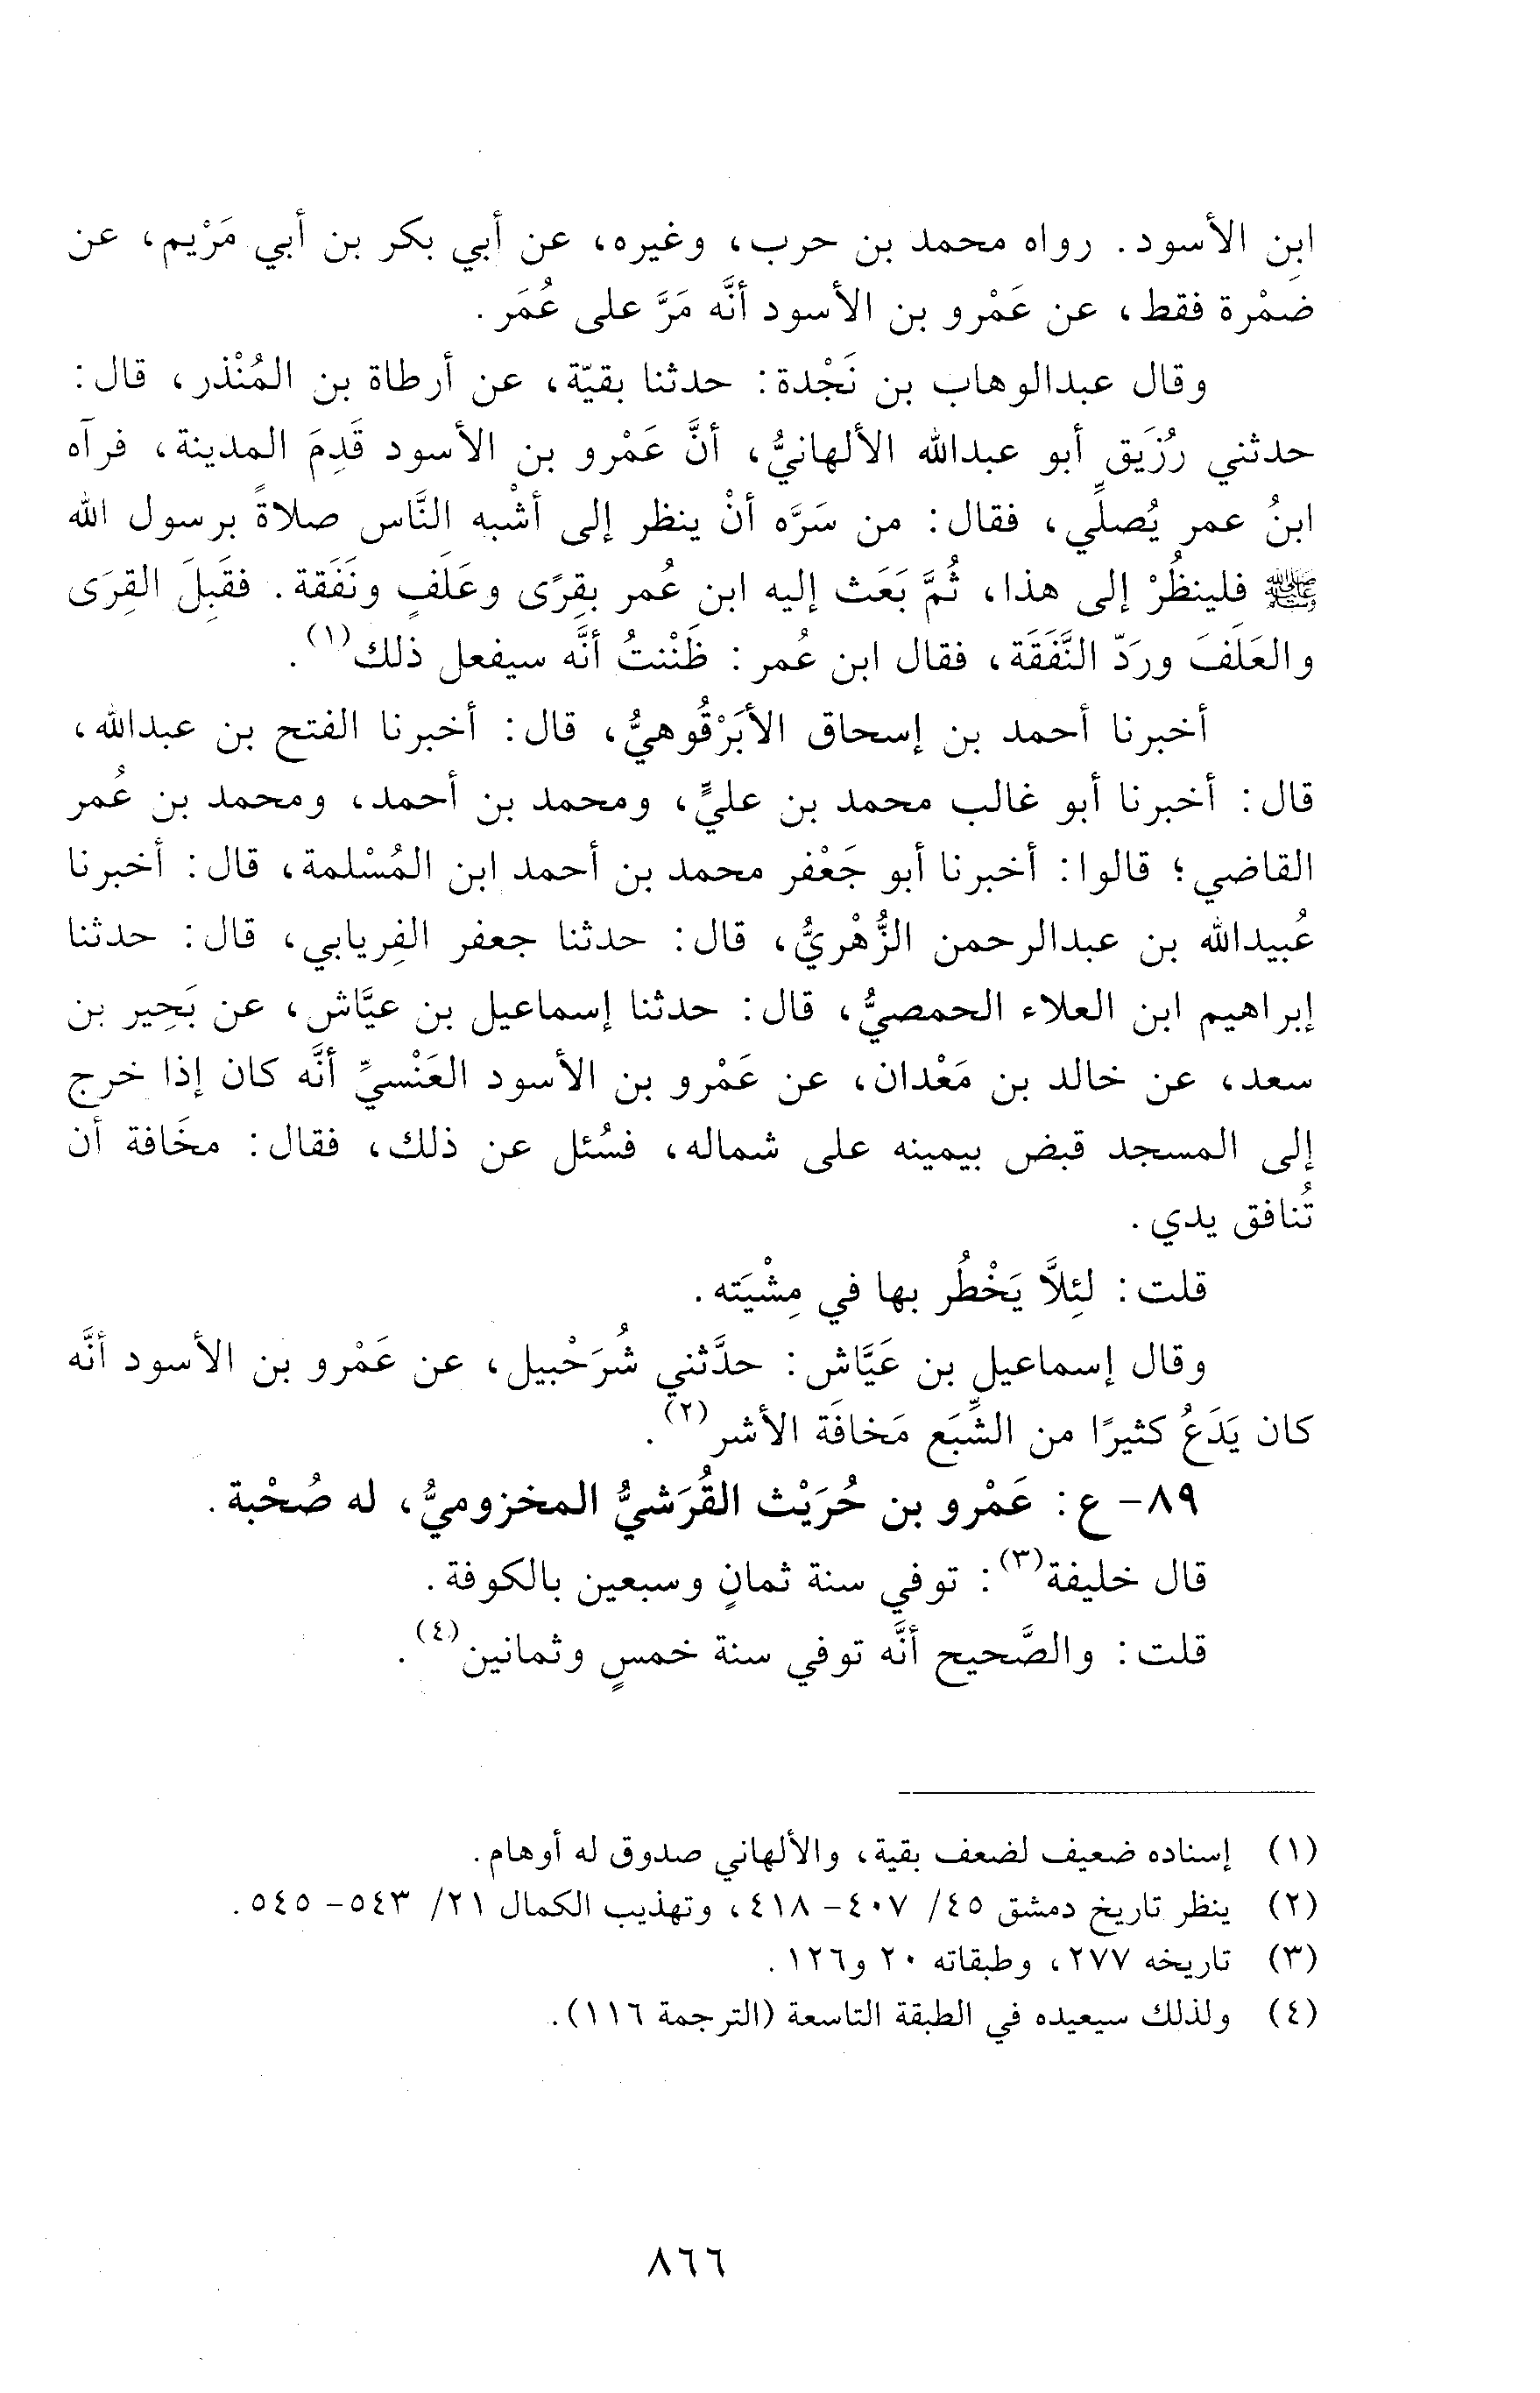 ابن الأسود. رواه محمد بن حرب، وغيره، عن أبي بكر بن أبي مَرْيم، عن
ضَمْرة فقط، عن عَمْرو بن الأسود أنَّه مَرَّ على عُمَر.
وقال عبدالوهاب بن نَجْدة: حدثنا بقيّة، عن أرطاة بن المُنْذر، قال:
حدثني رُزَيق أبو عبدالله الألهانيُّ، أنَّ عَمْرو بن الأسود قَدِمَ المدينة، فرآه
ابنُ عمر يُصلِّي، فقال: من سَرَّه أنْ ينظر إلى أشْبه النَّاس صلاةً برسول الله
ﷺ فلينظُرْ إلى هذا، ثُمَّ بَعَث إليه ابن عُمر بقِرًى وعَلَفٍ ونَفَقة. فقَبِلَ القِرَى
والعَلَفَ وردّ النَّفَقَة، فقال ابن عُمر: ظَنْنتُ أنَّه سيفعل ذلك(١).
أخبرنا أحمد بن إسحاق الأبَرْقُوهيُّ، قال: أخبرنا الفتح بن عبدالله،
قال: أخبرنا أبو غالب محمد بن عليٍّ، ومحمد بن أحمد، ومحمد بن عُمر
القاضي؛ قالوا: أخبرنا أبو جَعْفر محمد بن أحمد ابن المُسْلمة، قال: أخبرنا
عُبيدالله بن عبدالرحمن الزُّهْريُّ، قال: حدثنا جعفر الفِريابي، قال: حدثنا
إبراهيم ابن العلاء الحمصيُّ، قال: حدثنا إسماعيل بن عيَّاش، عن بَحِير بن
سعد، عن خالد بن مَعْدان، عن عَمْرو بن الأسود العَنْسيِّ أنَّه كان إذا خرج
إلى المسجد قبض بيمينه على شماله، فسُئل عن ذلك، فقال: مخَافة أن
تُنافق يدي.
قلت: لئِلاَّ يَخْطُر بها في مِشْيَته.
وقال إسماعيل بن عَيَّاش: حدَّثني شُرَحْبيل، عن عَمْرو بن الأسود أنَّه
كان يَدَعُ كثيرًا من الشِّبَع مَخافَة الأشر(٢).
٨٩- ع: عَمْرو بن حُرَيْث القُرَشيُّ المخزوميُّ، له صُحْبة.
قال خليفة(٣): توفي سنة ثمانٍ وسبعين بالكوفة.
قلت: والصَّحيح أنَّه توفي سنة خمسٍ وثمانين(٤).
(١) إسناده ضعيف لضعف بقية، والألهاني صدوق له أوهام.
(٢) ينظر تاريخ دمشق ٤٥/ ٤٠٧- ٤١٨، وتهذيب الكمال ٢١/ ٥٤٣- ٥٤٥.
(٣) تاريخه ٢٧٧، وطبقاته ٢٠ و١٢٦.
(٤) ولذلك سيعيده في الطبقة التاسعة (الترجمة ١١٦).
٨٦٦